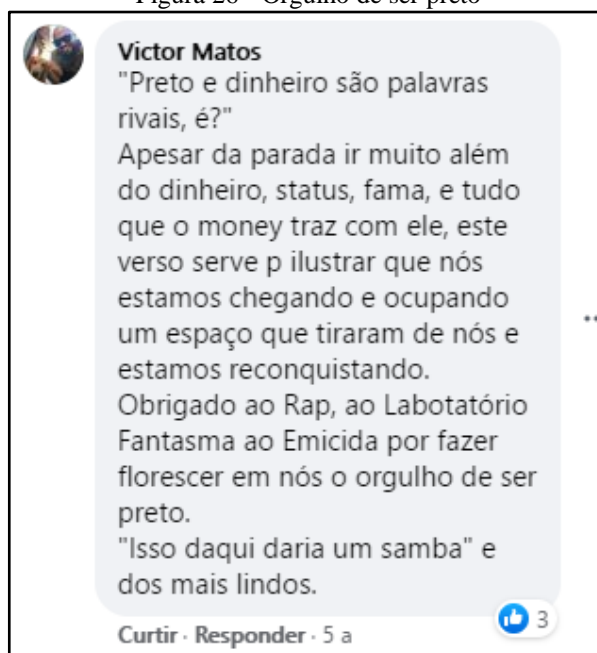 Figura 26 - Orgulho de ser preto
Victor Matos
"Preto e dinheiro são palavras
rivais, é?"
Apesar da parada ir muito além
do dinheiro, status, fama, e tudo
que o money traz com ele, este
verso serve p ilustrar que nós
estamos chegando e ocupando
um espaço que tiraram de nós e
estamos reconquistando.
Obrigado ao Rap, ao Labotatório
Fantasma ao Emicida por fazer
florescer em nós o orgulho de ser
preto.
"Isso daqui daria um samba" e
dos mais lindos.
3
Curtir · Responder · 5 a